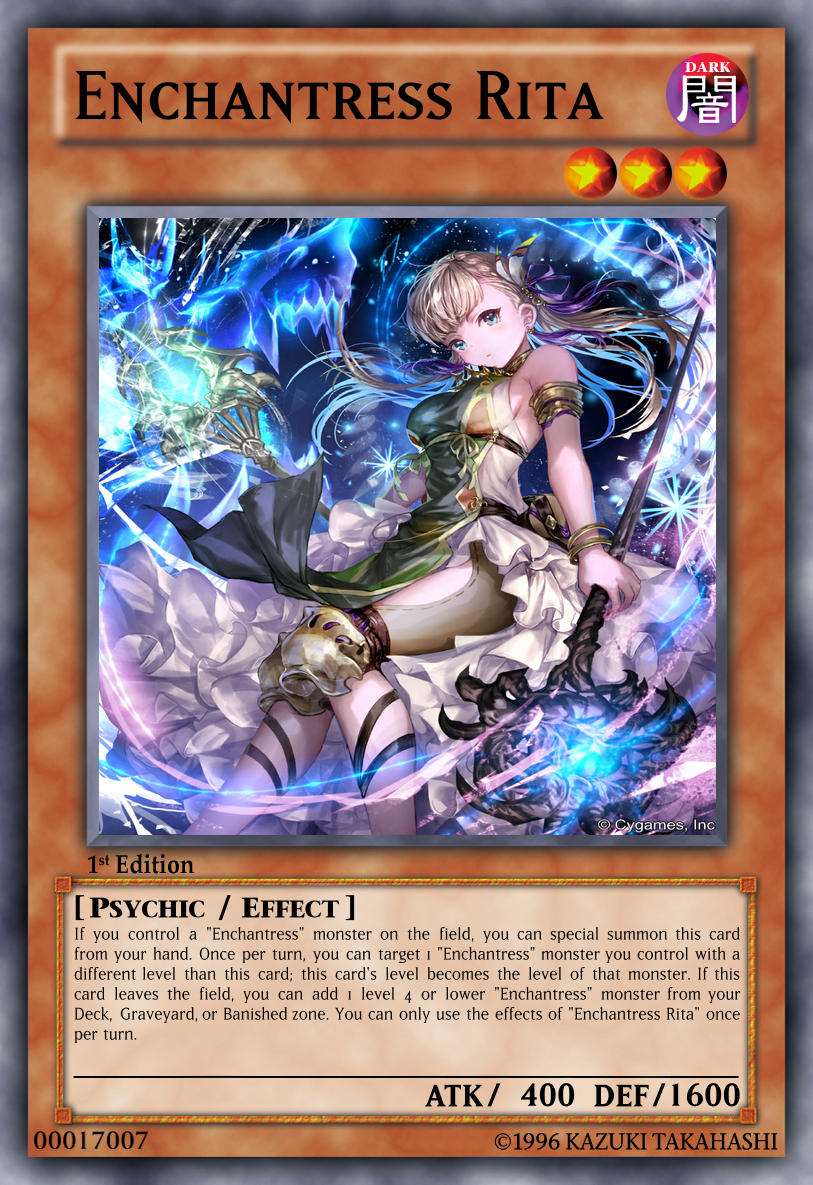 Enchantress Rita
DARK
闇
© Cygames, Inc
1st Edition
[ Psychic / Effect ]
If you control a "Enchantress" monster on the field, you can special summon this card
from your hand. Once per turn, you can target 1 "Enchantress" monster you control with a
different level than this card; this card's level becomes the level of that monster. If this
card leaves the field, you can add 1 level 4 or lower "Enchantress" monster from your
Deck, Graveyard, or Banished zone. You can only use the effects of "Enchantress Rita" once
per turn.
ATK/ 400 DEF/1600
00017007
©1996 KAZUKI TAKAHASHI